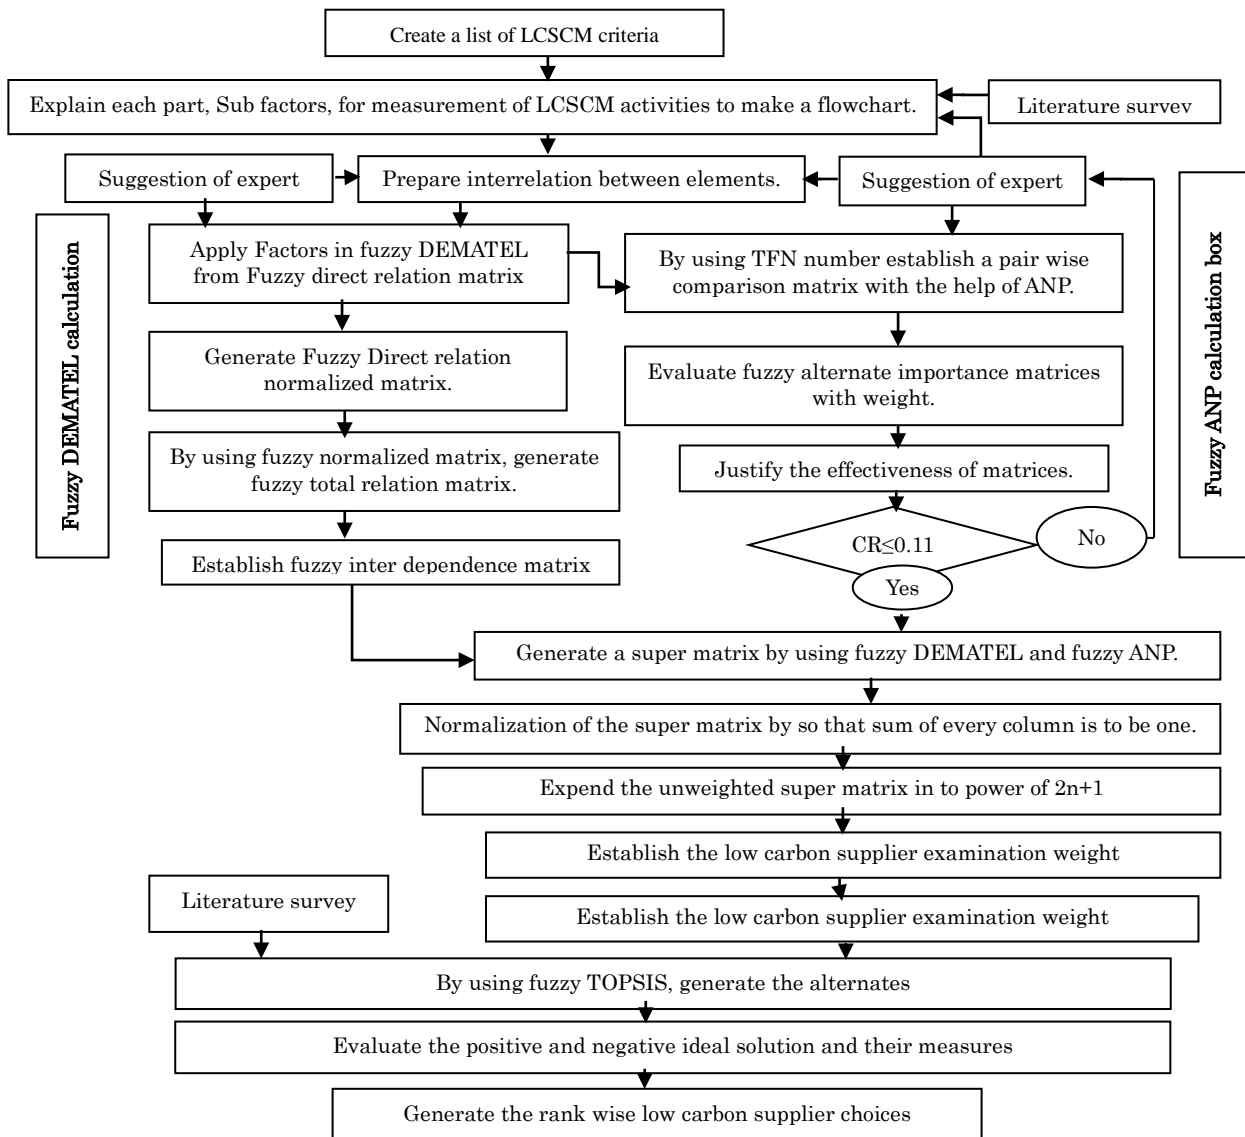 Create a list of LCSCM criteria
Explain each part, Sub factors, for measurement of LCSCM activities to make a flowchart.
Literature survey
Suggestion of expert
Prepare interrelation between elements.
Suggestion of expert
Fuzzy DEMATEL calculation
Apply Factors in fuzzy DEMATEL
from Fuzzy direct relation matrix
By using TFN number establish a pair wise
comparison matrix with the help of ANP.
Fuzzy ANP calculation box
Generate Fuzzy Direct relation
normalized matrix.
Evaluate fuzzy alternate importance matrices
with weight.
By using fuzzy normalized matrix, generate
fuzzy total relation matrix.
Justify the effectiveness of matrices.
CR≤0.11
No
Establish fuzzy inter dependence matrix
Yes
Generate a super matrix by using fuzzy DEMATEL and fuzzy ANP.
Normalization of the super matrix by so that sum of every column is to be one.
Expend the unweighted super matrix in to power of 2n+1
Establish the low carbon supplier examination weight
Literature survey
Establish the low carbon supplier examination weight
By using fuzzy TOPSIS, generate the alternates
Evaluate the positive and negative ideal solution and their measures
Generate the rank wise low carbon supplier choices